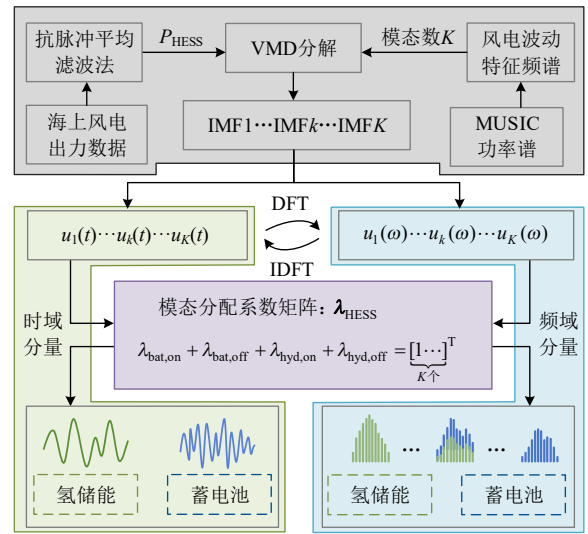 抗脉冲平均
滤波法
P_HESS
VMD分解
模态数K
风电波动
特征频谱
海上风电
出力数据
IMF1···IMFk···IMFK
MUSIC
功率谱
DFT
u₁(t)···u_k(t)···u_K(t)
u₁(ω)···u_k(ω)···u_K(ω)
IDFT
模态分配系数矩阵：λ_HESS
时域
分量
λ_bat,on + λ_bat,off + λ_hyd,on + λ_hyd,off = [1···]^T
K个
频域
分量
···
···
氢储能
蓄电池
氢储能
蓄电池